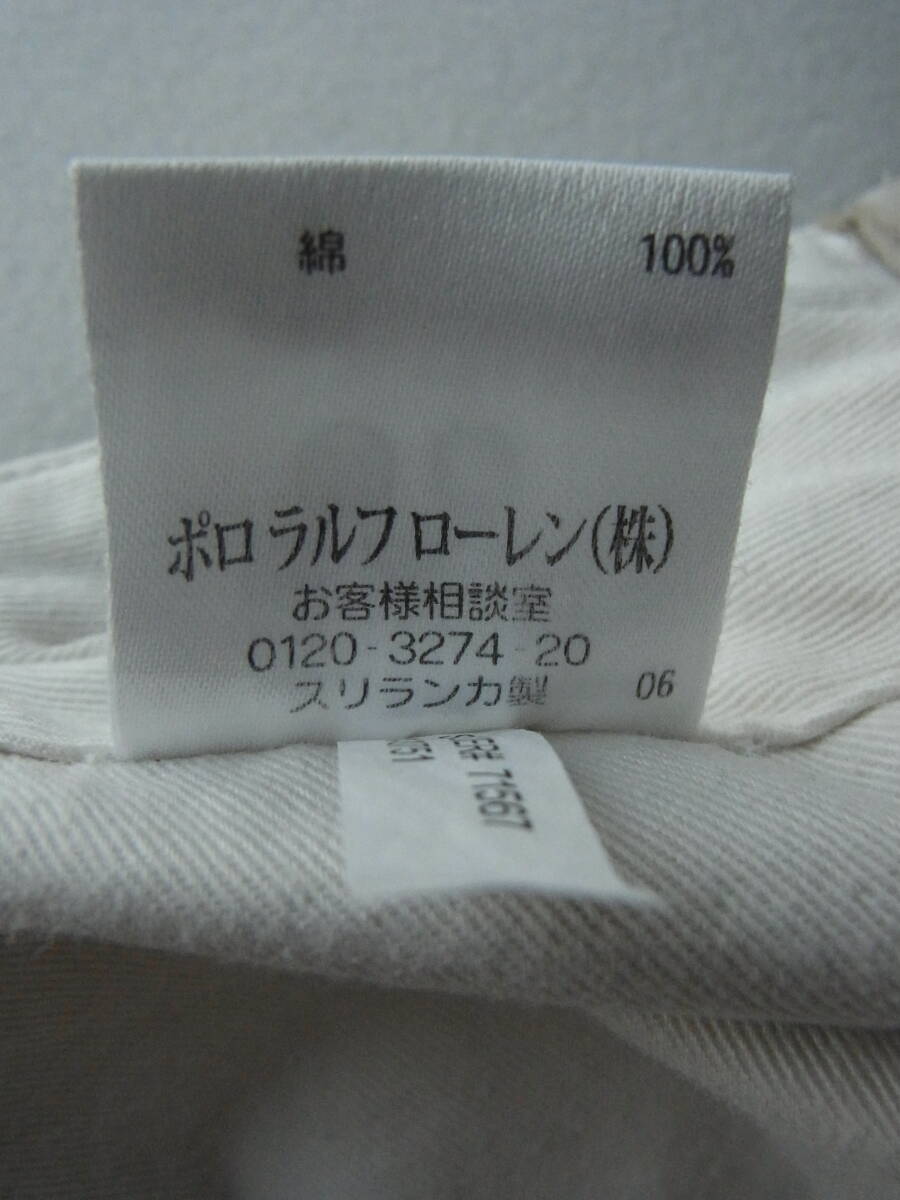 綿 100%
ポロ ラルフ ローレン(株)
お客様相談室
0120-3274-20
スリランカ製 06
71567